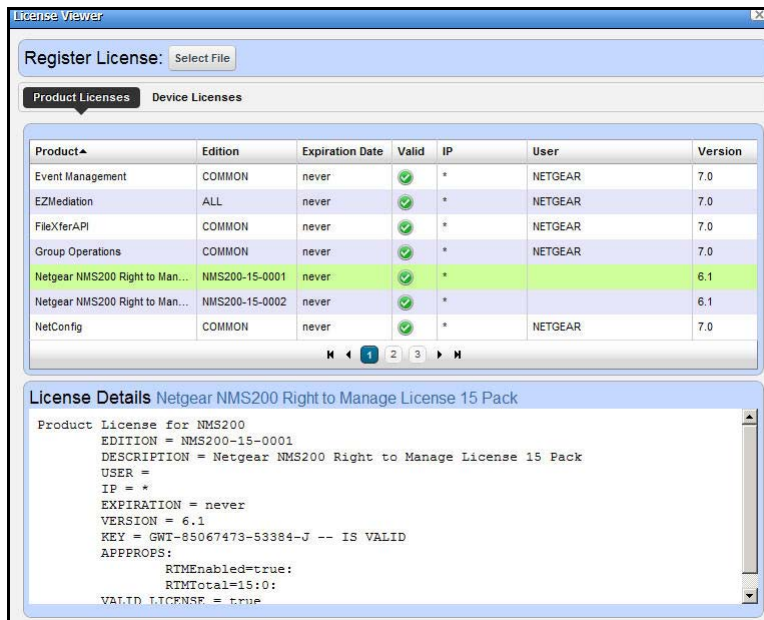 License Viewer
Register License: Select File
Product Licenses Device Licenses
Product Edition Expiration Date Valid IP User Version
Event Management COMMON never * NETGEAR 7.0
EZMediation ALL never * NETGEAR 7.0
FileXferAPI COMMON never * NETGEAR 7.0
Group Operations COMMON never * NETGEAR 7.0
Netgear NMS200 Right to Man... NMS200-15-0001 never * 6.1
Netgear NMS200 Right to Man... NMS200-15-0002 never * 6.1
NetConfig COMMON never * NETGEAR 7.0
1 2 3
License Details Netgear NMS200 Right to Manage License 15 Pack
Product License for NMS200
EDITION = NMS200-15-0001
DESCRIPTION = Netgear NMS200 Right to Manage License 15 Pack
USER =
IP = *
EXPIRATION = never
VERSION = 6.1
KEY = GWT-85067473-53384-J -- IS VALID
APPPROPS:
RTMEnabled=true:
RTMTotal=15:0:
VALID LICENSE = true